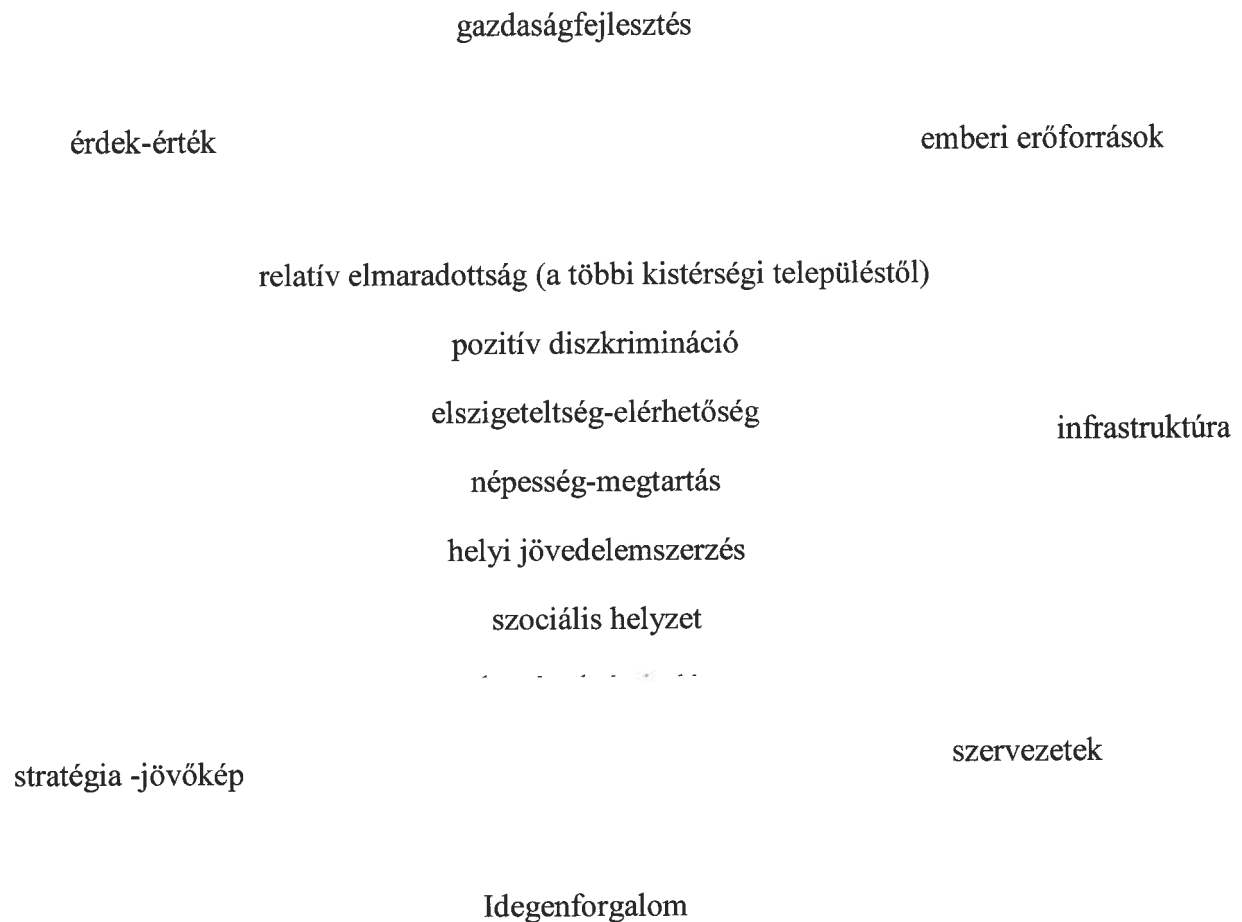 gazdaságfejlesztés
érdek-érték
emberi erőforrások
relatív elmaradottság (a többi kistérségi településtől)
pozitív diszkrimináció
elszigeteltség-elérhetőség
infrastruktúra
népesség-megtartás
helyi jövedelemszerzés
szociális helyzet
szervezetek
stratégia -jövőkép
Idegenforgalom